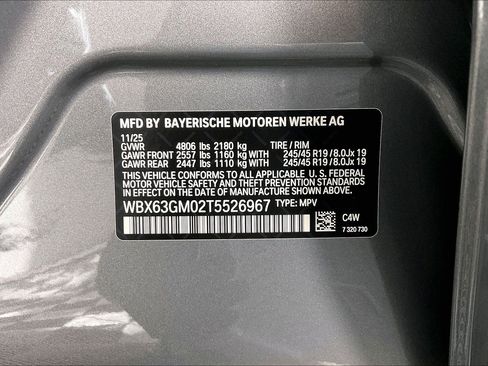 MFD BY BAYERISCHE MOTOREN WERKE AG
11/25
GVWR 4806 lbs 2180 kg TIRE / RIM
GAWR FRONT 2557 lbs 1160 kg WITH 245/45 R19 / 8.0Jx 19
GAWR REAR 2447 lbs 1110 kg WITH 245/45 R19 / 8.0Jx 19
THIS VEHICLE CONFORMS TO ALL APPLICABLE U. S. FEDERAL
MOTOR VEHICLE SAFETY AND THEFT PREVENTION STANDARDS
IN EFFECT ON THE DATE OF MANUFACTURE SHOWN ABOVE.
WBX63GM02T5526967 TYPE: MPV
C4W
7 320 730